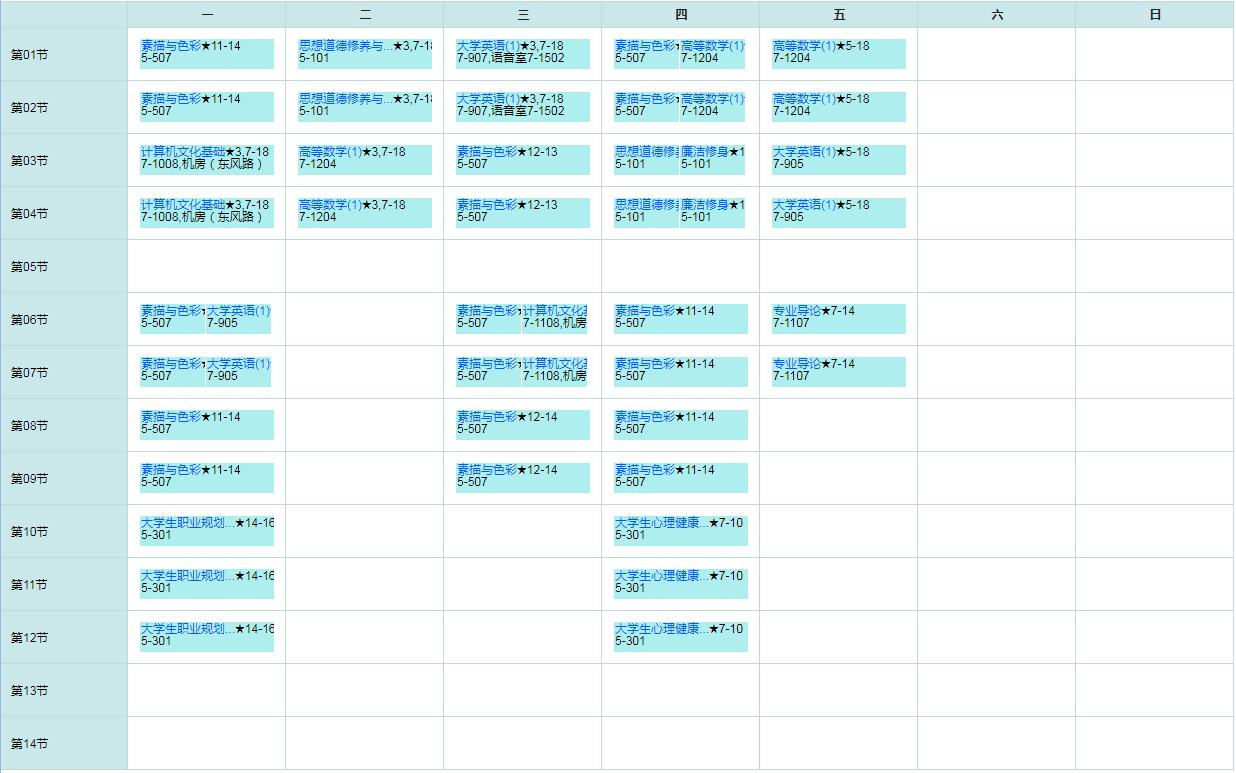 一 二 三 四 五 六 日
第01节
素描与色彩★11-14
5-507
思想道德修养与...★3,7-18
5-101
大学英语(1)★3,7-18
7-907,语音室7-1502
素描与色彩
5-507
高等数学(1)
7-1204
高等数学(1)★5-18
7-1204
第02节
素描与色彩★11-14
5-507
思想道德修养与...★3,7-18
5-101
大学英语(1)★3,7-18
7-907,语音室7-1502
素描与色彩
5-507
高等数学(1)
7-1204
高等数学(1)★5-18
7-1204
第03节
计算机文化基础★3,7-18
7-1008,机房（东风路）
高等数学(1)★3,7-18
7-1204
素描与色彩★12-13
5-507
思想道德修
5-101
廉洁修身★1
5-101
大学英语(1)★5-18
7-905
第04节
计算机文化基础★3,7-18
7-1008,机房（东风路）
高等数学(1)★3,7-18
7-1204
素描与色彩★12-13
5-507
思想道德修
5-101
廉洁修身★1
5-101
大学英语(1)★5-18
7-905
第05节
第06节
素描与色彩
5-507
大学英语(1)
7-905
素描与色彩
5-507
计算机文化
7-1108,机房
素描与色彩★11-14
5-507
专业导论★7-14
7-1107
第07节
素描与色彩
5-507
大学英语(1)
7-905
素描与色彩
5-507
计算机文化
7-1108,机房
素描与色彩★11-14
5-507
专业导论★7-14
7-1107
第08节
素描与色彩★11-14
5-507
素描与色彩★12-14
5-507
素描与色彩★11-14
5-507
第09节
素描与色彩★11-14
5-507
素描与色彩★12-14
5-507
素描与色彩★11-14
5-507
第10节
大学生职业规划...★14-16
5-301
大学生心理健康...★7-10
5-301
第11节
大学生职业规划...★14-16
5-301
大学生心理健康...★7-10
5-301
第12节
大学生职业规划...★14-16
5-301
大学生心理健康...★7-10
5-301
第13节
第14节